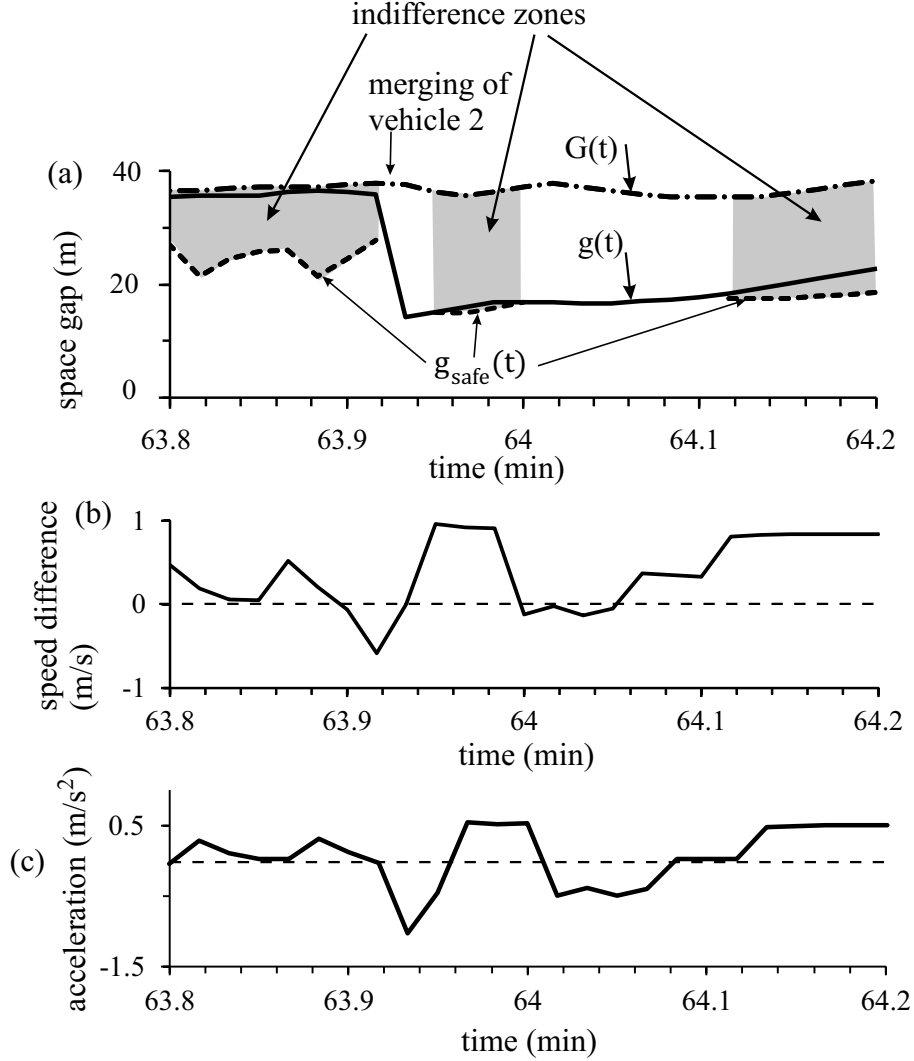 indifference zones
merging of
vehicle 2
(a)
G(t)
g(t)
g_safe(t)
space gap (m)
40
20
0
63.8 63.9 64 64.1 64.2
time (min)
(b)
speed difference
(m/s)
1
0
-1
63.8 63.9 64 64.1 64.2
time (min)
(c)
acceleration (m/s²)
0.5
-1.5
63.8 63.9 64 64.1 64.2
time (min)